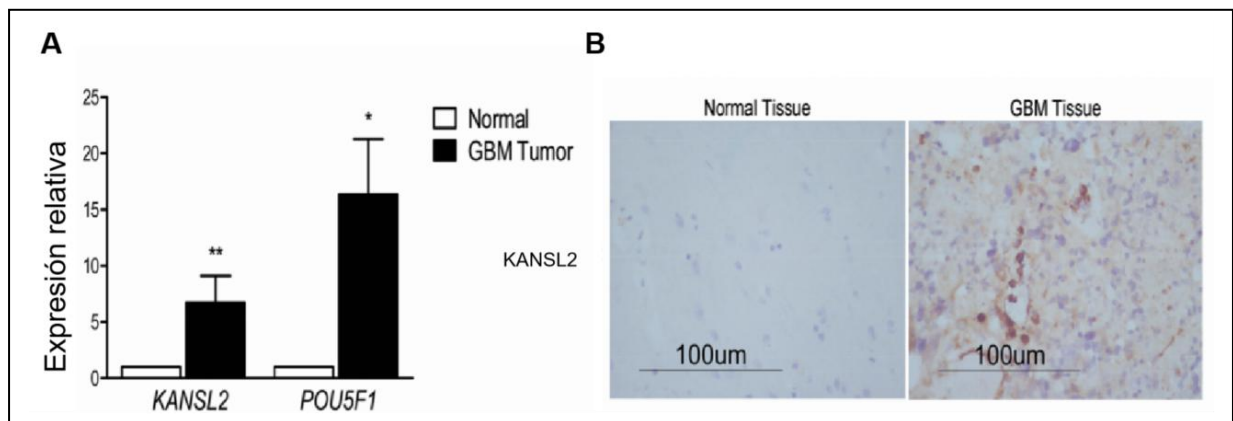 A
25
20
15
10
5
0
Expresión relativa
**
*
KANSL2
POU5F1
Normal
GBM Tumor
B
KANSL2
Normal Tissue
GBM Tissue
100um
100um